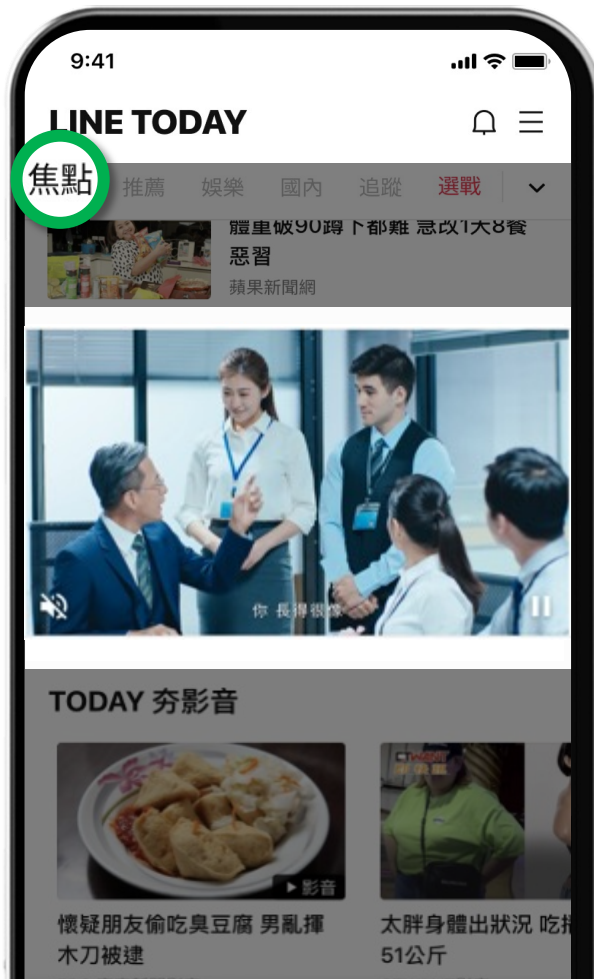 9:41
LINE TODAY
焦點 推薦 娛樂 國內 追蹤 選戰
體重破90蹲下都難 急改1天8餐
惡習
蘋果新聞網
你 長得很像
TODAY 夯影音
影音
懷疑朋友偷吃臭豆腐 男亂揮
木刀被逮
太胖身體出狀況
51公斤